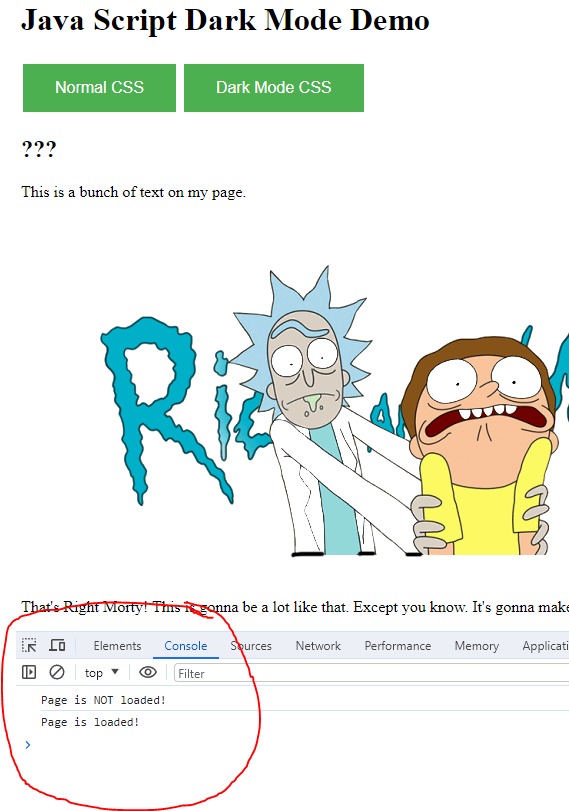 Java Script Dark Mode Demo
Normal CSS Dark Mode CSS
???
This is a bunch of text on my page.
That's Right Morty! This is gonna be a lot like that. Except you know. It's gonna make
Elements Console Sources Network Performance Memory Applicati
top Filter
Page is NOT loaded!
Page is loaded!